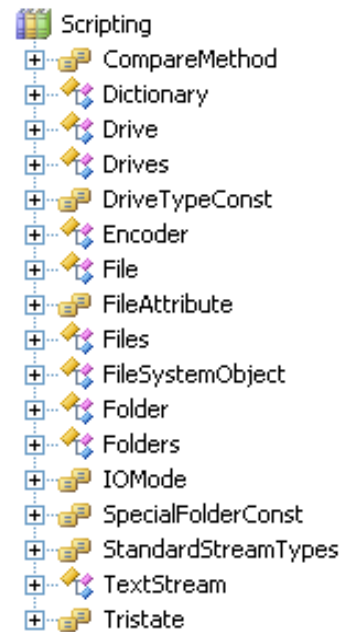 Scripting
CompareMethod
Dictionary
Drive
Drives
DriveTypeConst
Encoder
File
FileAttribute
Files
FileSystemObject
Folder
Folders
IOMode
SpecialFolderConst
StandardStreamTypes
TextStream
Tristate